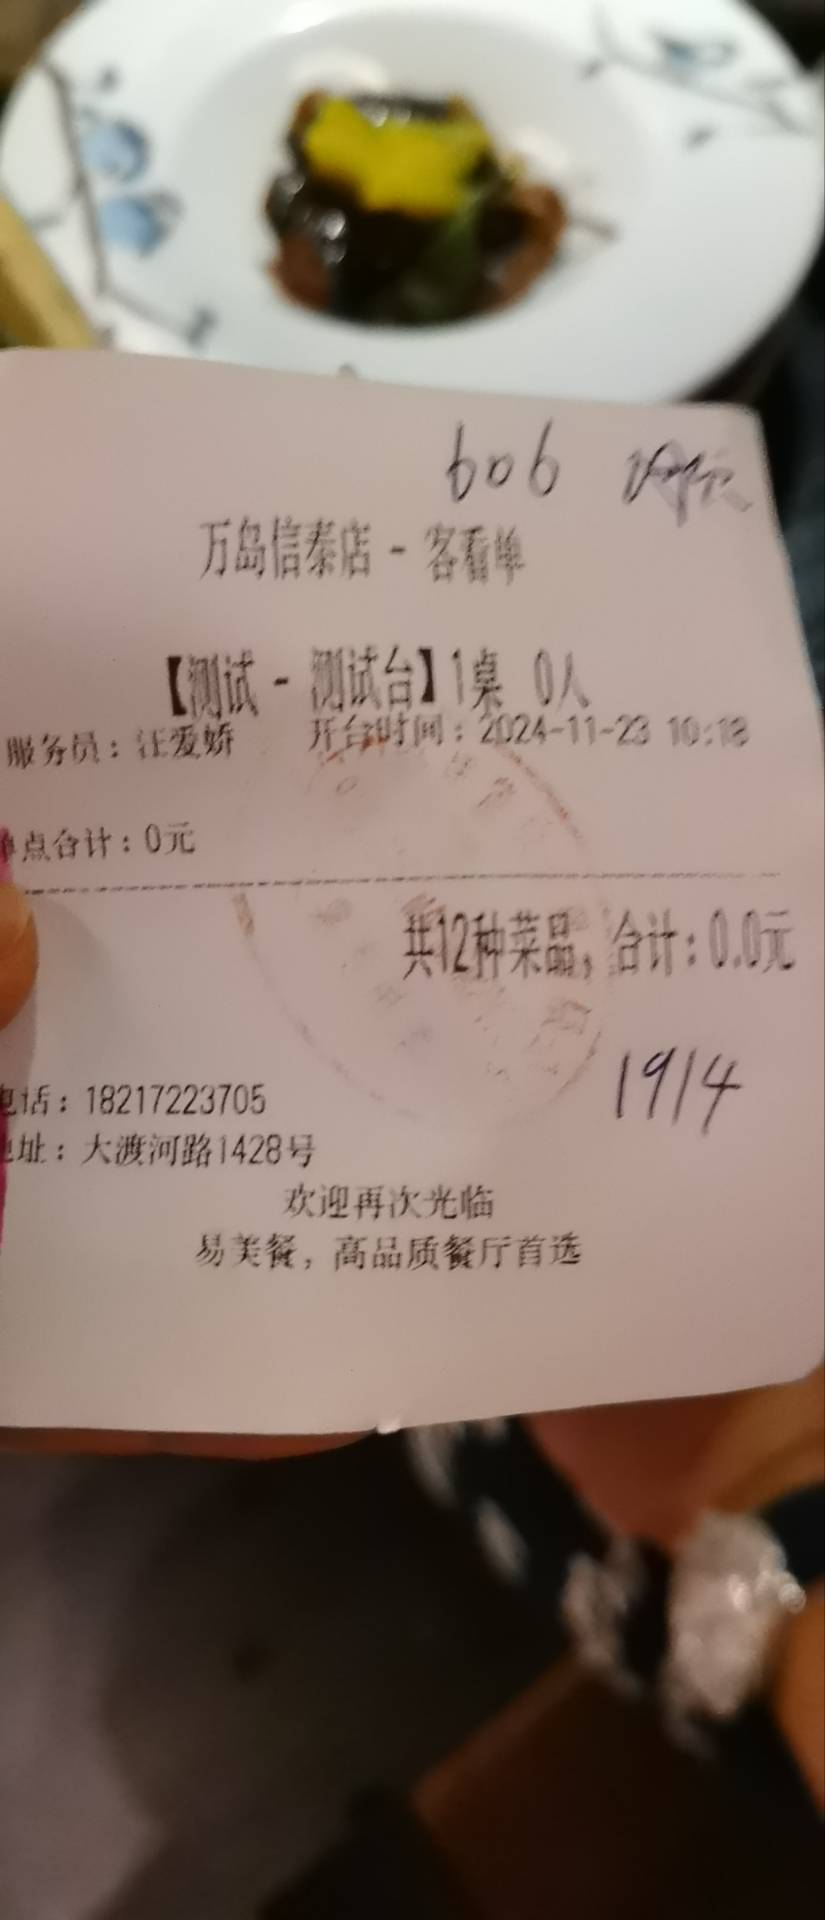 606
万岛信泰店 - 客看单
【测试 - 测试台】1桌 0人
服务员：汪爱娇 开台时间：2024-11-23 10:18
单点合计：0元
共12种菜品，合计：0.0元
1914
电话：18217223705
地址：大渡河路1428号
欢迎再次光临
易美餐，高品质餐厅首选